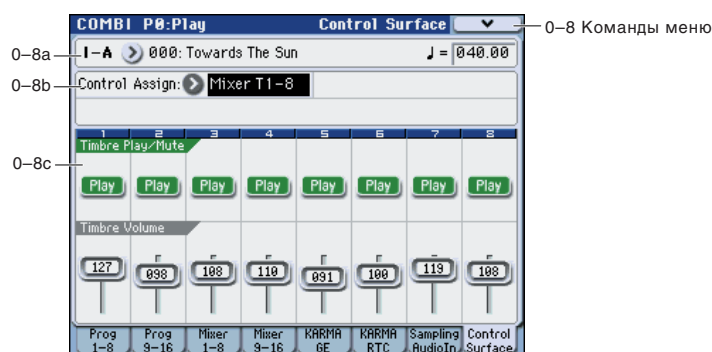 COMBI P0:Play Control Surface
0–8 Команды меню
0–8a
I–A 000: Towards The Sun ♩= 040.00
0–8b
Control Assign: Mixer T1–8
1 2 3 4 5 6 7 8
Timbre Play/Mute
0–8c
Play Play Play Play Play Play Play Play
Timbre Volume
127 098 108 110 091 100 119 108
Prog 1–8 Prog 9–16 Mixer 1–8 Mixer 9–16 KARMA GE KARMA RTC Sampling AudioIn Control Surface